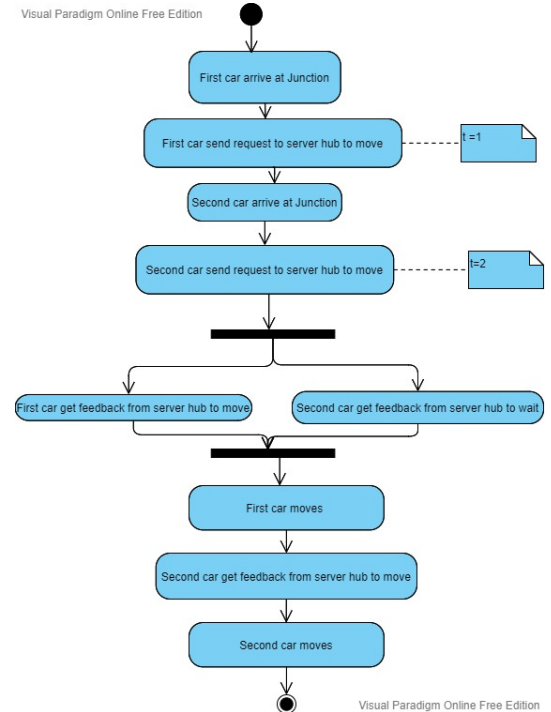 Visual Paradigm Online Free Edition
First car arrive at Junction
First car send request to server hub to move
t =1
Second car arrive at Junction
Second car send request to server hub to move
t=2
First car get feedback from server hub to move
Second car get feedback from server hub to wait
First car moves
Second car get feedback from server hub to move
Second car moves
Visual Paradigm Online Free Edition